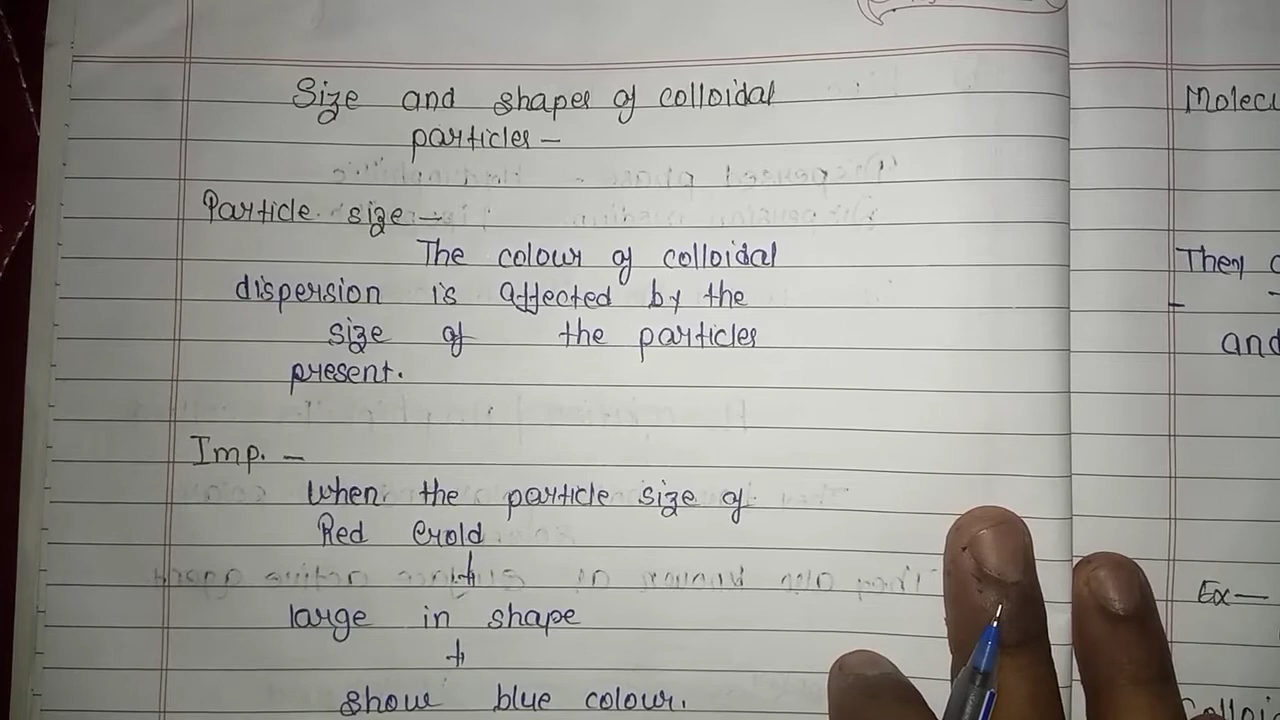 Size and shapes of colloidal
particles –
Particle size –
The colour of colloidal
dispersion is affected by the
size of the particles
present.
Imp. –
When the particle size of
Red Gold
+
large in shape
+
show blue colour.
Molecu
They
and
Ex –